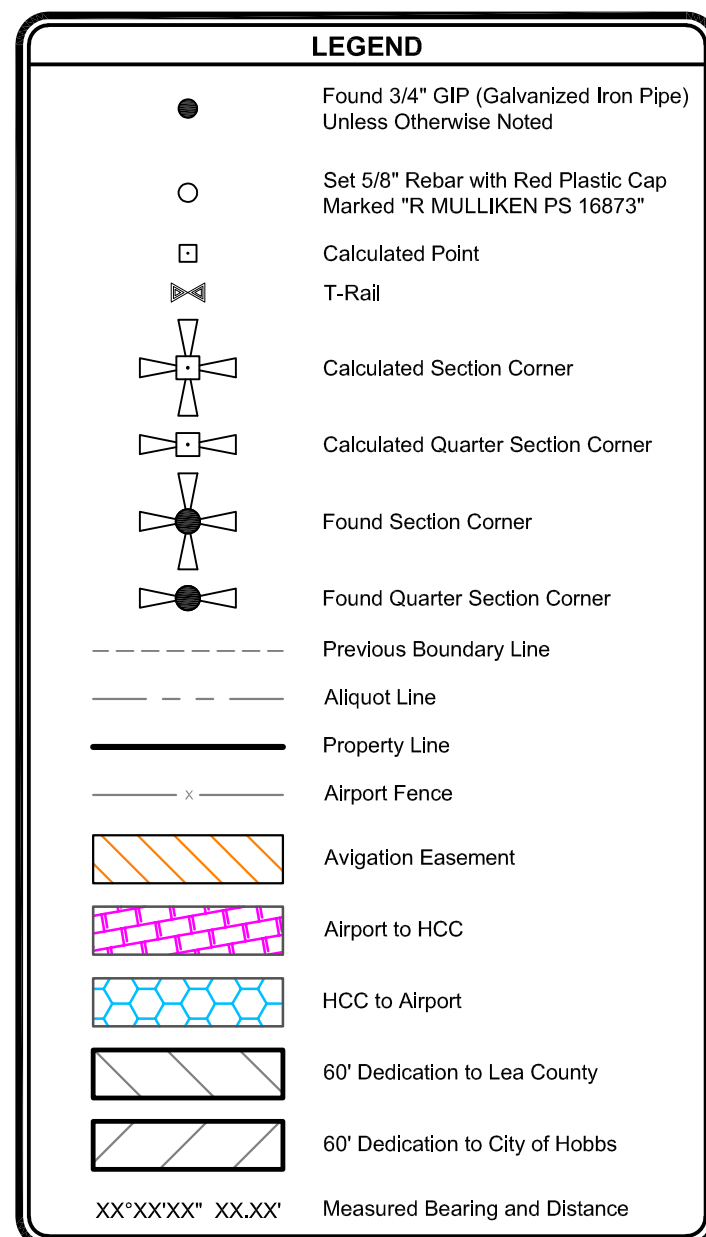 LEGEND
Found 3/4" GIP (Galvanized Iron Pipe)
Unless Otherwise Noted
Set 5/8" Rebar with Red Plastic Cap
Marked "R MULLIKEN PS 16873"
Calculated Point
T-Rail
Calculated Section Corner
Calculated Quarter Section Corner
Found Section Corner
Found Quarter Section Corner
Previous Boundary Line
Aliquot Line
Property Line
x Airport Fence
Avigation Easement
Airport to HCC
HCC to Airport
60' Dedication to Lea County
60' Dedication to City of Hobbs
XX°XX'XX" XX.XX' Measured Bearing and Distance